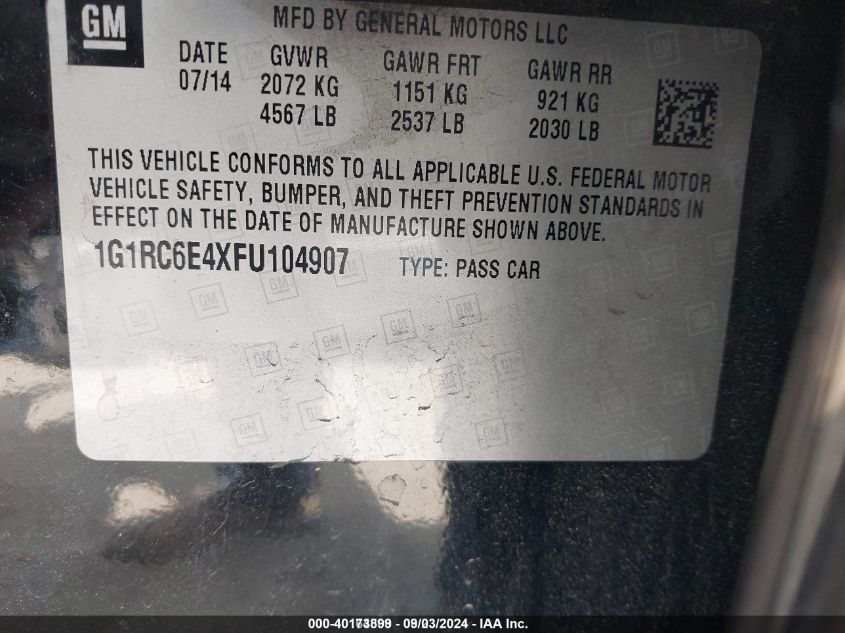 GM
MFD BY GENERAL MOTORS LLC
DATE GVWR GAWR FRT GAWR RR
07/14 2072 KG 1151 KG 921 KG
4567 LB 2537 LB 2030 LB
THIS VEHICLE CONFORMS TO ALL APPLICABLE U.S. FEDERAL MOTOR
VEHICLE SAFETY, BUMPER, AND THEFT PREVENTION STANDARDS IN
EFFECT ON THE DATE OF MANUFACTURE SHOWN ABOVE.
1G1RC6E4XFU104907 TYPE: PASS CAR
000-40173899 - 09/03/2024 - IAA Inc.